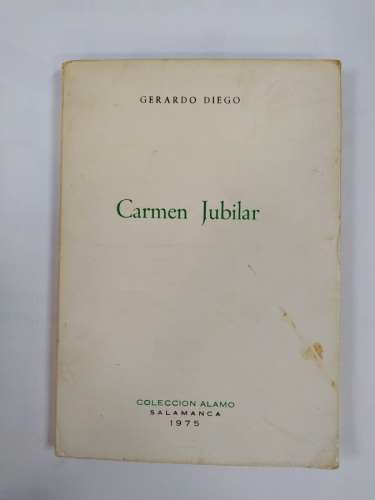 GERARDO DIEGO
Carmen Jubilar
COLECCION ALAMO
SALAMANCA
1975